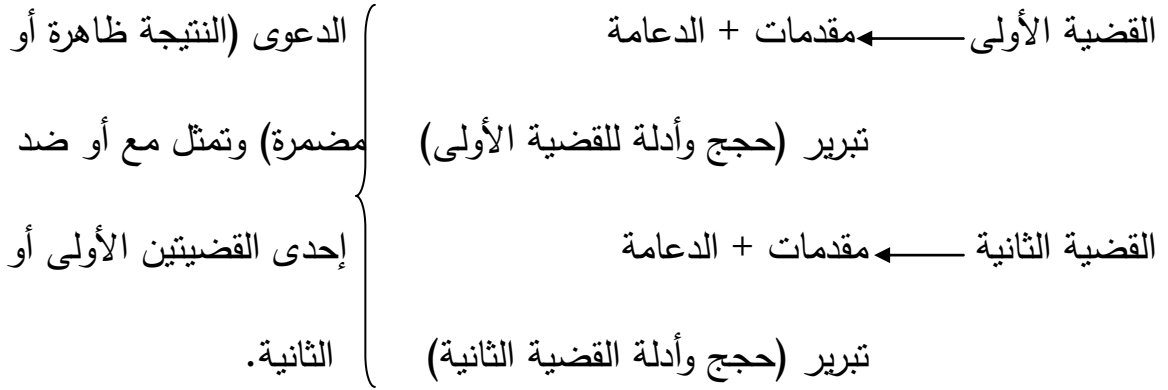 القضية الأولى ← مقدمات + الدعامة الدعوى (النتيجة ظاهرة أو
تبرير (حجج وأدلة للقضية الأولى) مضمرة) وتمثل مع أو ضد
القضية الثانية ← مقدمات + الدعامة إحدى القضيتين الأولى أو
تبرير (حجج وأدلة القضية الثانية) الثانية.